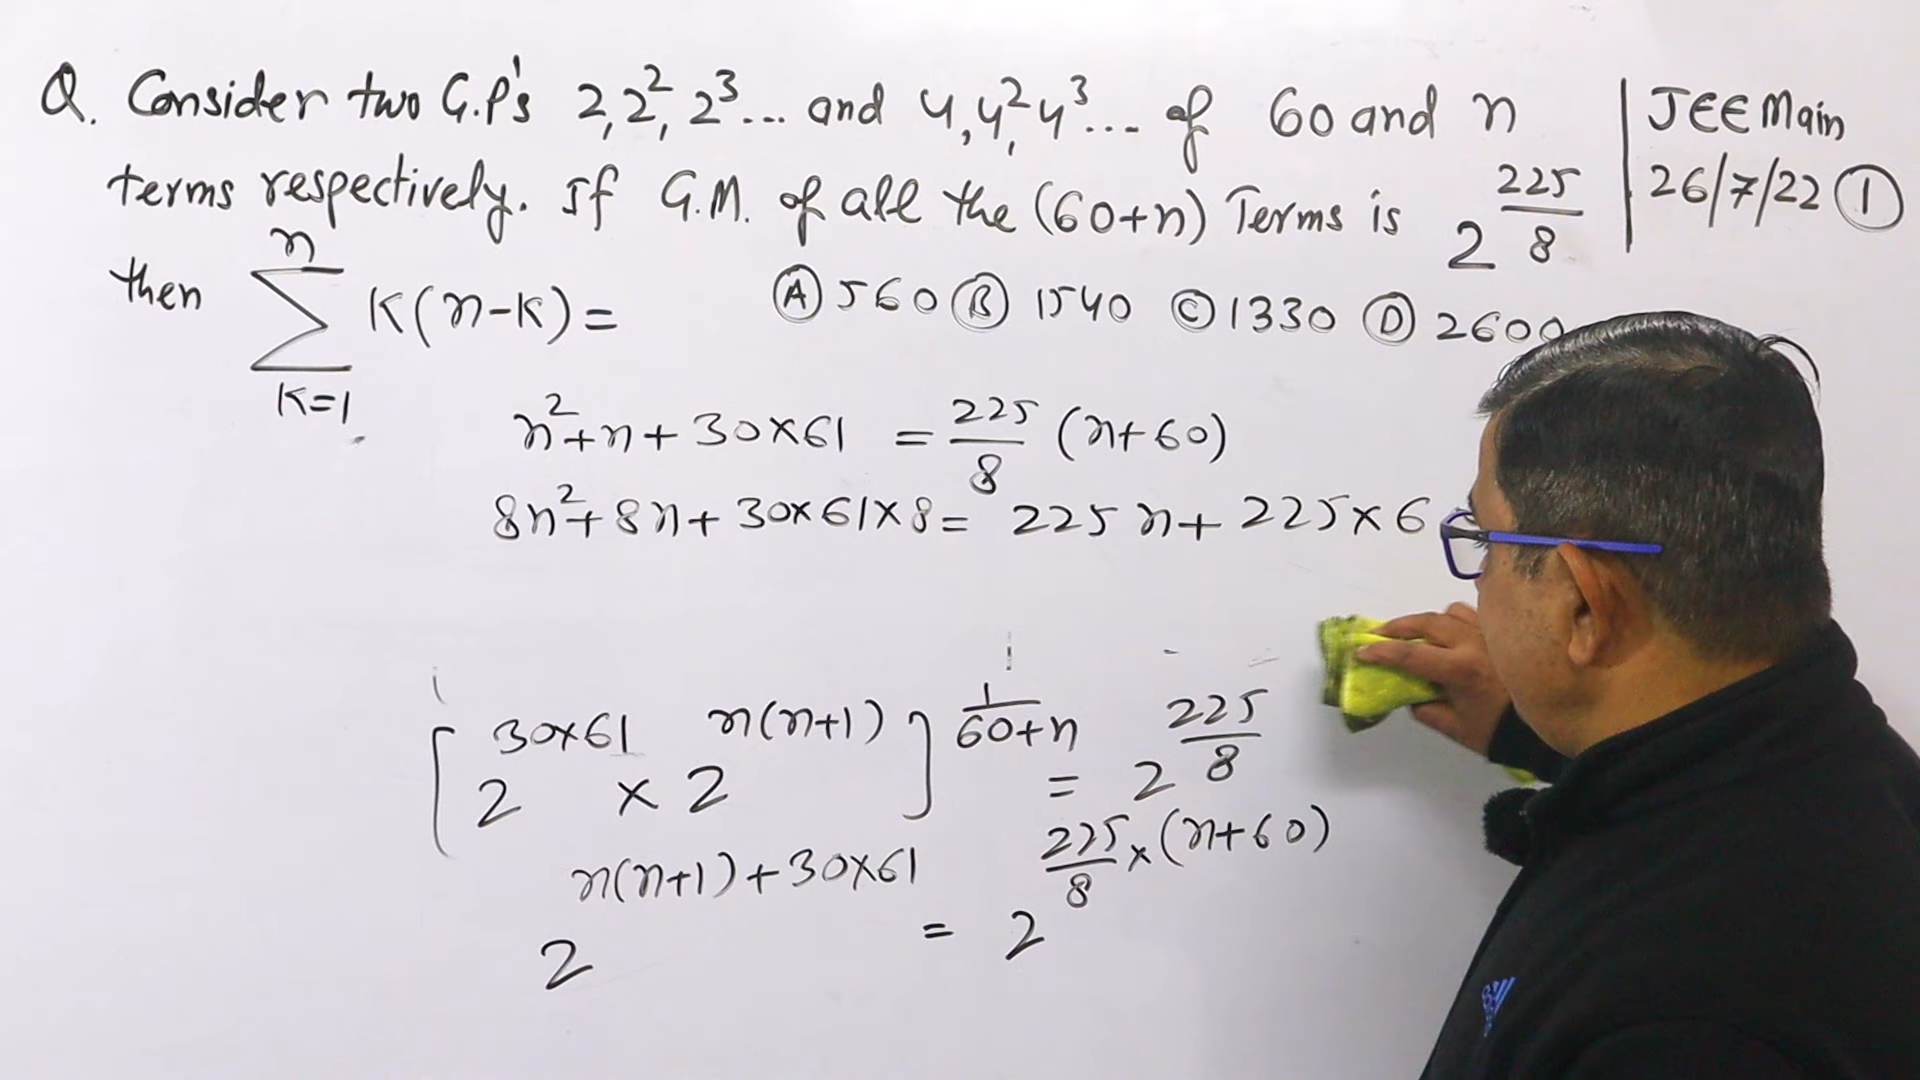 Q. Consider two G.P's 2, 2², 2³... and 4, 4², 4³... of 60 and n
terms respectively. If G.M. of all the (60+n) Terms is 2^(225/8)
then ∑_{K=1}^{n} K(n-K) =
Ⓐ 560 Ⓑ 1540 Ⓒ 1330 Ⓓ 2600
JEE Main
26/7/22 ①
n²+n+30×61 = 225/8 (n+60)
8n²+8n+30×61×8 = 225n+225×6
[2^(30×61) × 2^(n(n+1))]^(1/(60+n)) = 2^(225/8)
2^(n(n+1)+30×61) = 2^(225/8×(n+60))